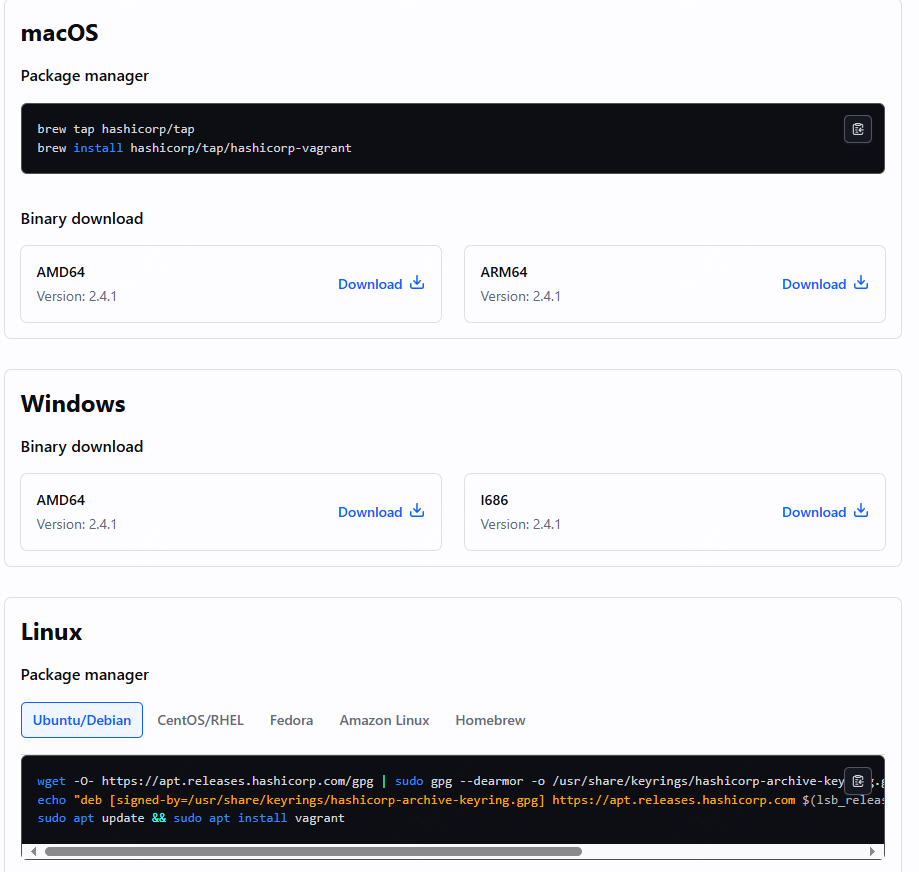 macOS
Package manager
brew tap hashicorp/tap
brew install hashicorp/tap/hashicorp-vagrant
Binary download
AMD64
Version: 2.4.1
Download
ARM64
Version: 2.4.1
Download
Windows
Binary download
AMD64
Version: 2.4.1
Download
I686
Version: 2.4.1
Download
Linux
Package manager
Ubuntu/Debian CentOS/RHEL Fedora Amazon Linux Homebrew
wget -O- https://apt.releases.hashicorp.com/gpg | sudo gpg --dearmor -o /usr/share/keyrings/hashicorp-archive-key
echo "deb [signed-by=/usr/share/keyrings/hashicorp-archive-keyring.gpg] https://apt.releases.hashicorp.com $(lsb_releas
sudo apt update && sudo apt install vagrant